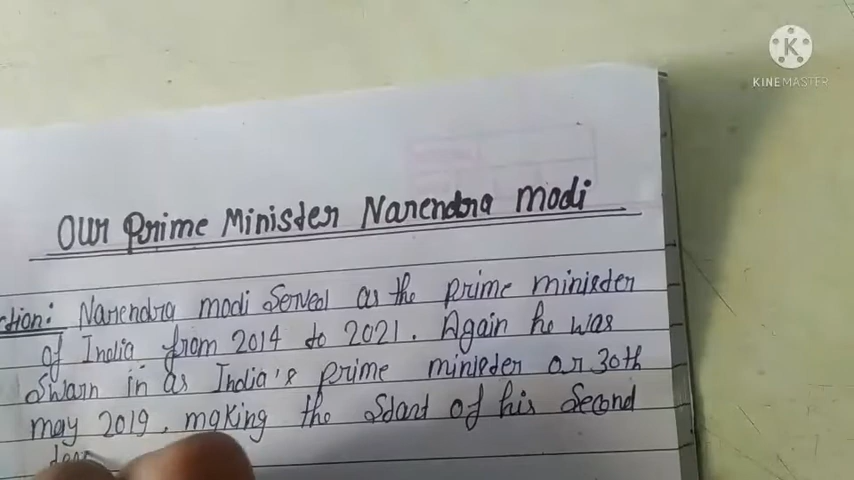 K
KINEMASTER
Our Prime Minister Narendra modi
ction: Narendra modi Served as the prime minister
of India from 2014 to 2021. Again he was
Swarn in as India's prime minister on 30th
may 2019, making the Start of his Second